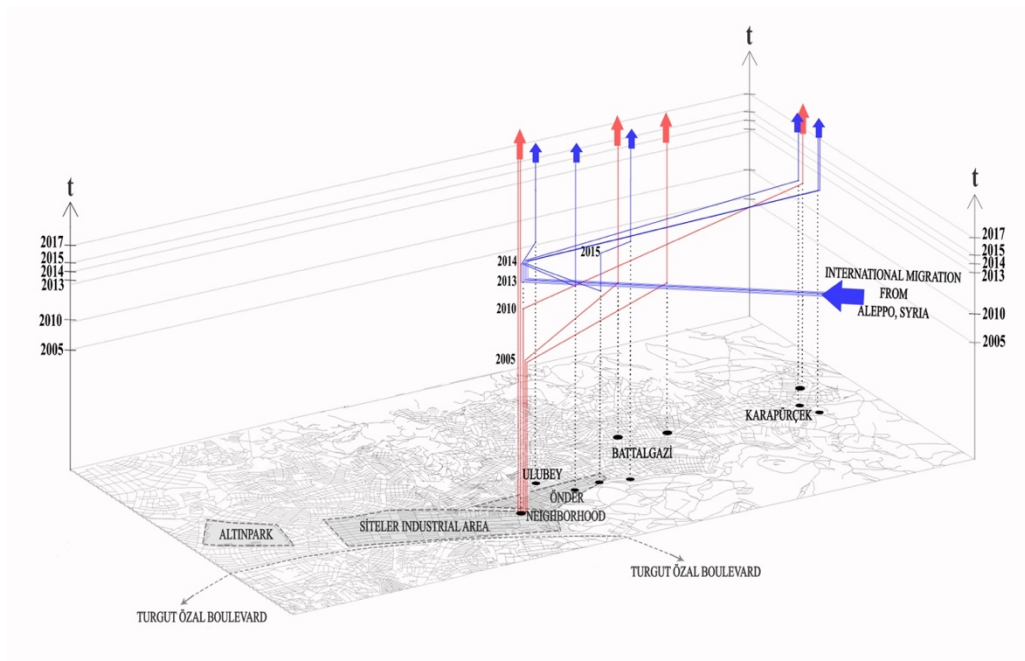 t
t
t
2017
2015
2014
2013
2010
2005
2014
2013
2010
2005
2015
2017
2015
2014
2013
2010
2005
INTERNATIONAL MIGRATION
FROM
ALEPPO, SYRIA
KARAPÜRÇEK
BATTALGAZİ
ULUBEY
ÖNDER
NEIGHBORHOOD
SİTELER INDUSTRIAL AREA
ALTINPARK
TURGUT ÖZAL BOULEVARD
TURGUT ÖZAL BOULEVARD